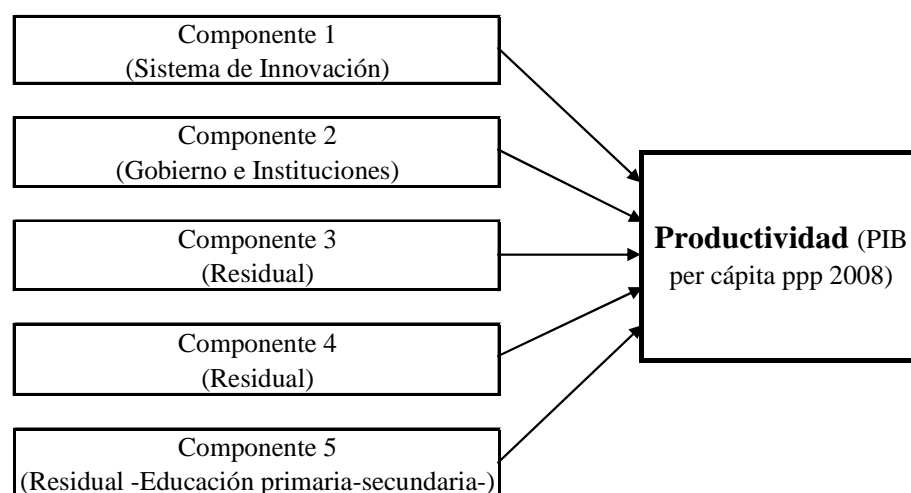 Componente 1
(Sistema de Innovación)
Componente 2
(Gobierno e Instituciones)
Componente 3
(Residual)
Componente 4
(Residual)
Componente 5
(Residual -Educación primaria-secundaria-)
Productividad (PIB
per cápita ppp 2008)